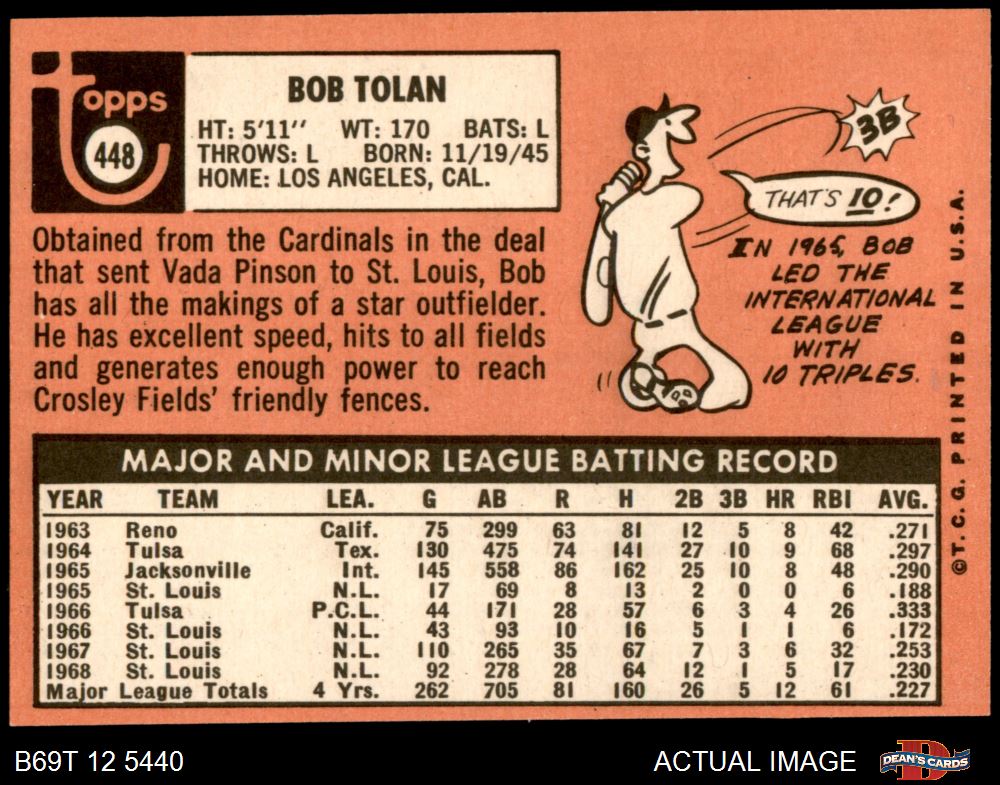 topps
448
BOB TOLAN
HT: 5'11'' WT: 170 BATS: L
THROWS: L BORN: 11/19/45
HOME: LOS ANGELES, CAL.
Obtained from the Cardinals in the deal
that sent Vada Pinson to St. Louis, Bob
has all the makings of a star outfielder.
He has excellent speed, hits to all fields
and generates enough power to reach
Crosley Fields' friendly fences.
3B
THAT'S 10!
IN 1965, BOB
LED THE
INTERNATIONAL
LEAGUE
WITH
10 TRIPLES.
©T. C. G. PRINTED IN U.S.A.
MAJOR AND MINOR LEAGUE BATTING RECORD
YEAR TEAM LEA. G AB R H 2B 3B HR RBI AVG.
1963 Reno Calif. 75 299 63 81 12 5 8 42 .271
1964 Tulsa Tex. 130 475 74 141 27 10 9 68 .297
1965 Jacksonville Int. 145 558 86 162 25 10 8 48 .290
1965 St. Louis N.L. 17 69 8 13 2 0 0 6 .188
1966 Tulsa P.C.L. 44 171 28 57 6 3 4 26 .333
1966 St. Louis N.L. 43 93 10 16 5 1 1 6 .172
1967 St. Louis N.L. 110 265 35 67 7 3 6 32 .253
1968 St. Louis N.L. 92 278 28 64 12 1 5 17 .230
Major League Totals 4 Yrs. 262 705 81 160 26 5 12 61 .227
B69T 12 5440
ACTUAL IMAGE
D
DEAN'S CARDS